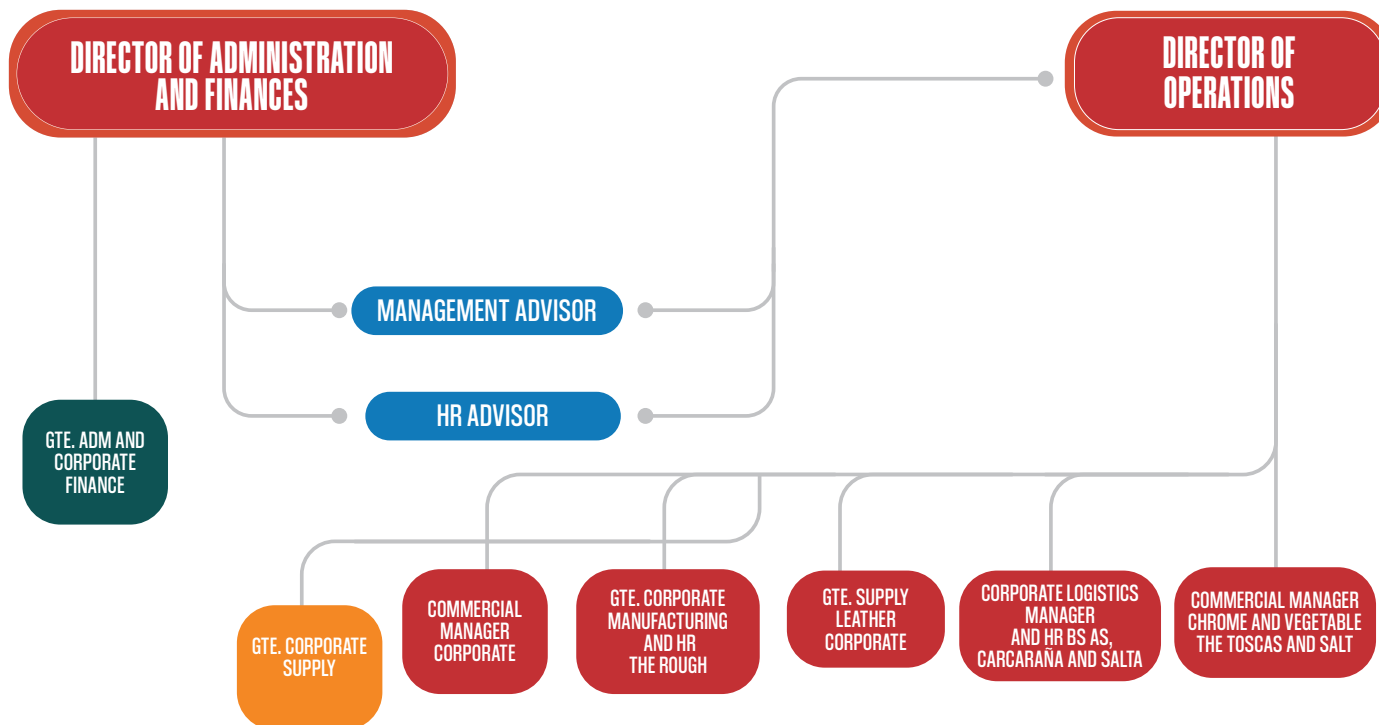 DIRECTOR OF ADMINISTRATION
AND FINANCES
DIRECTOR OF
OPERATIONS
MANAGEMENT ADVISOR
HR ADVISOR
GTE. ADM AND
CORPORATE
FINANCE
GTE. CORPORATE
SUPPLY
COMMERCIAL
MANAGER
CORPORATE
GTE. CORPORATE
MANUFACTURING
AND HR
THE ROUGH
GTE. SUPPLY
LEATHER
CORPORATE
CORPORATE LOGISTICS
MANAGER
AND HR BS AS,
CARCARAÑA AND SALTA
COMMERCIAL MANAGER
CHROME AND VEGETABLE
THE TOSCAS AND SALT